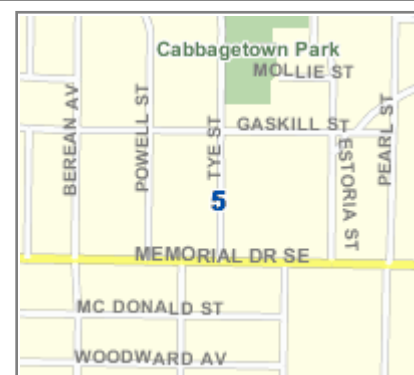 Cabbagetown Park
MOLLIE ST
GASKILL ST
BEREAN AV
POWELL ST
TYE ST
ESTORIA ST
PEARL ST
5
MEMORIAL DR SE
MC DONALD ST
WOODWARD AV